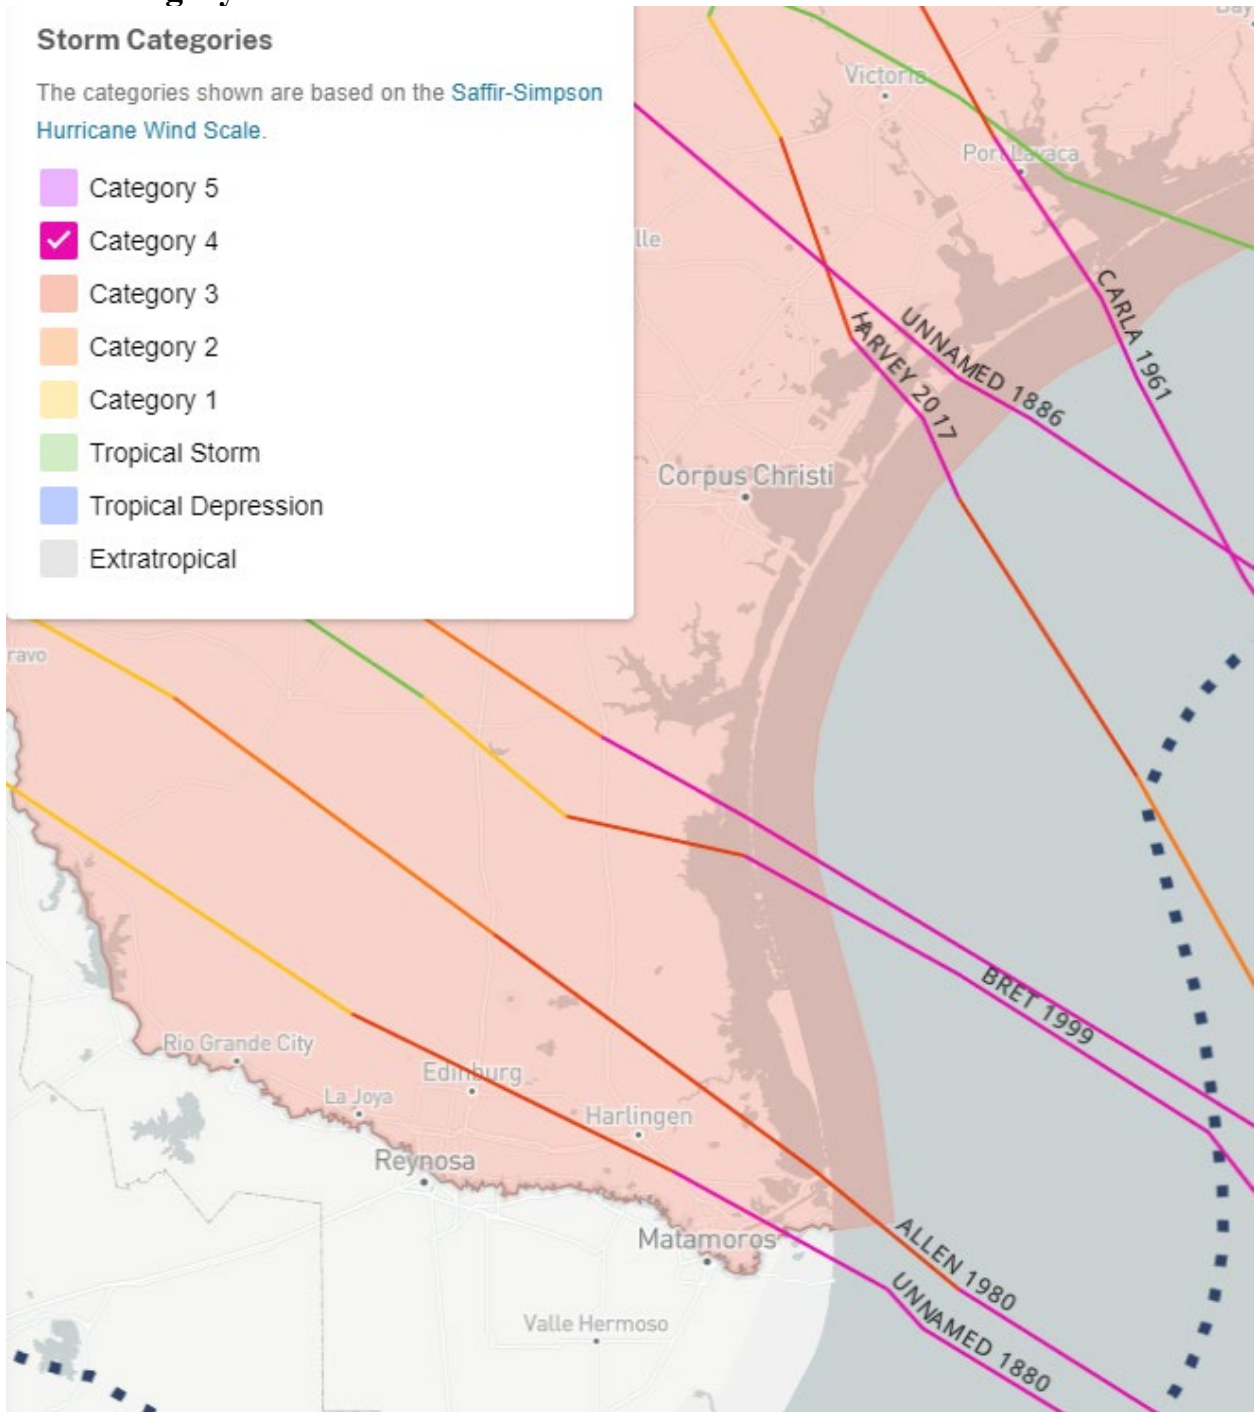 Storm Categories
The categories shown are based on the Saffir-Simpson
Hurricane Wind Scale.
Category 5
Category 4
Category 3
Category 2
Category 1
Tropical Storm
Tropical Depression
Extratropical
Victoria
Port Lavaca
lle
CARLA 1961
UNNAMED 1886
HARVEY 2017
Corpus Christi
ravo
BRET 1999
Rio Grande City
Edinburg
La Joya
Harlingen
Reynosa
Matamoros
ALLEN 1980
UNNAMED 1880
Valle Hermoso